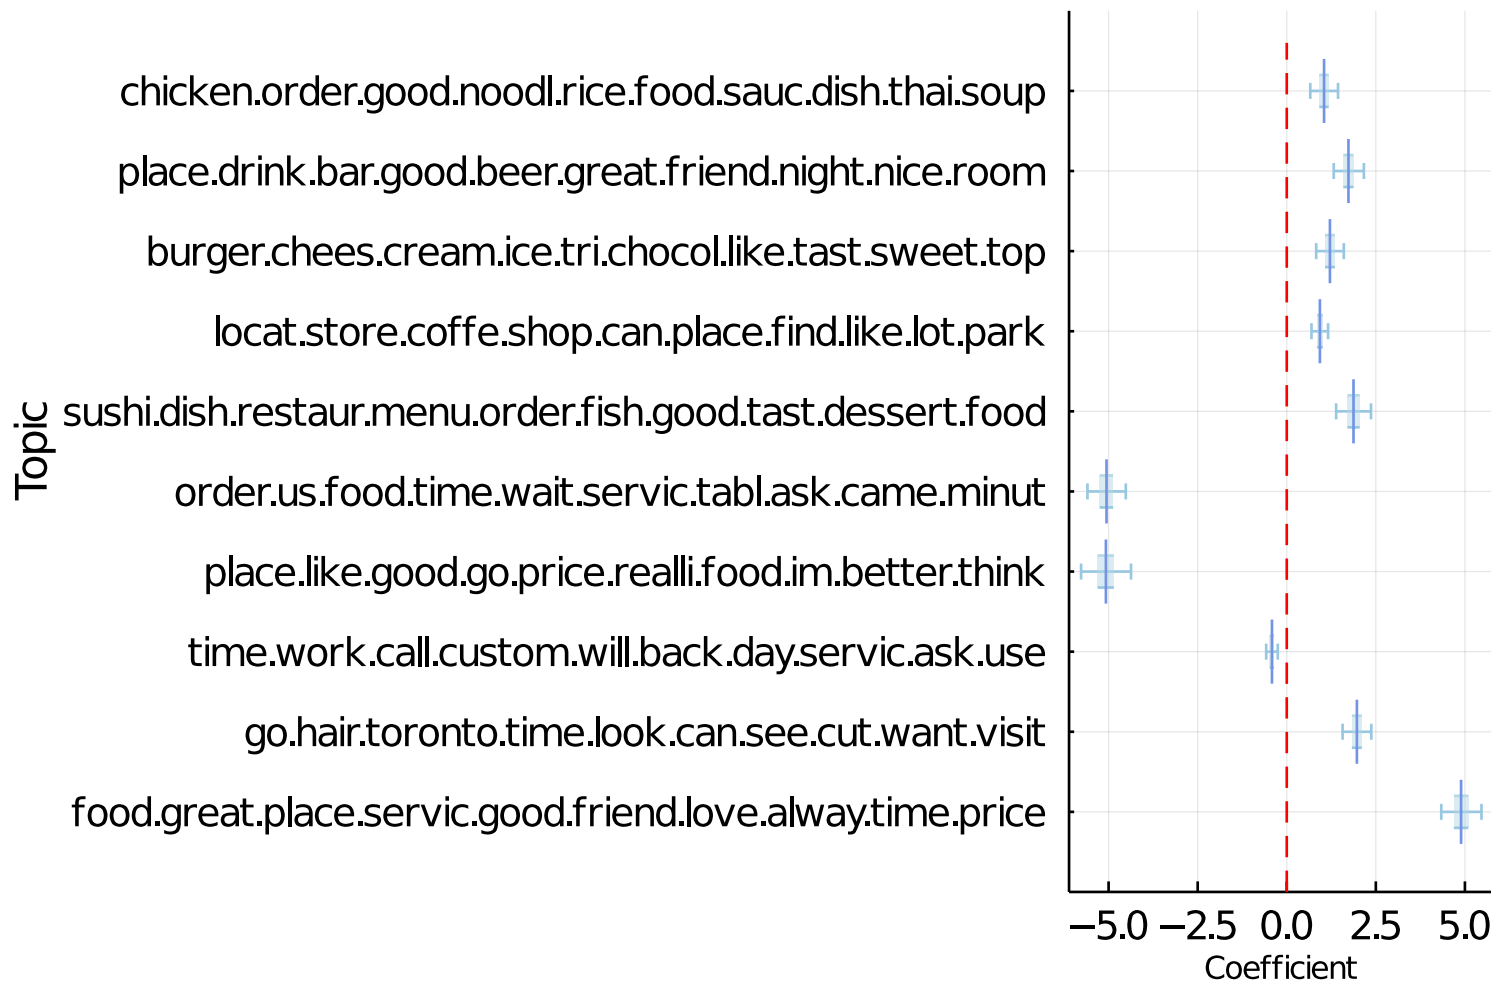 chicken.order.good.noodl.rice.food.sauc.dish.thai.soup
place.drink.bar.good.beer.great.friend.night.nice.room
burger.chees.cream.ice.tri.chocol.like.tast.sweet.top
locat.store.coffe.shop.can.place.find.like.lot.park
sushi.dish.restaur.menu.order.fish.good.tast.dessert.food
Topic
order.us.food.time.wait.servic.tabl.ask.came.minut
place.like.good.go.price.realli.food.im.better.think
time.work.call.custom.will.back.day.servic.ask.use
go.hair.toronto.time.look.can.see.cut.want.visit
food.great.place.servic.good.friend.love.alway.time.price
−5.0 −2.5 0.0 2.5 5.0
Coefficient